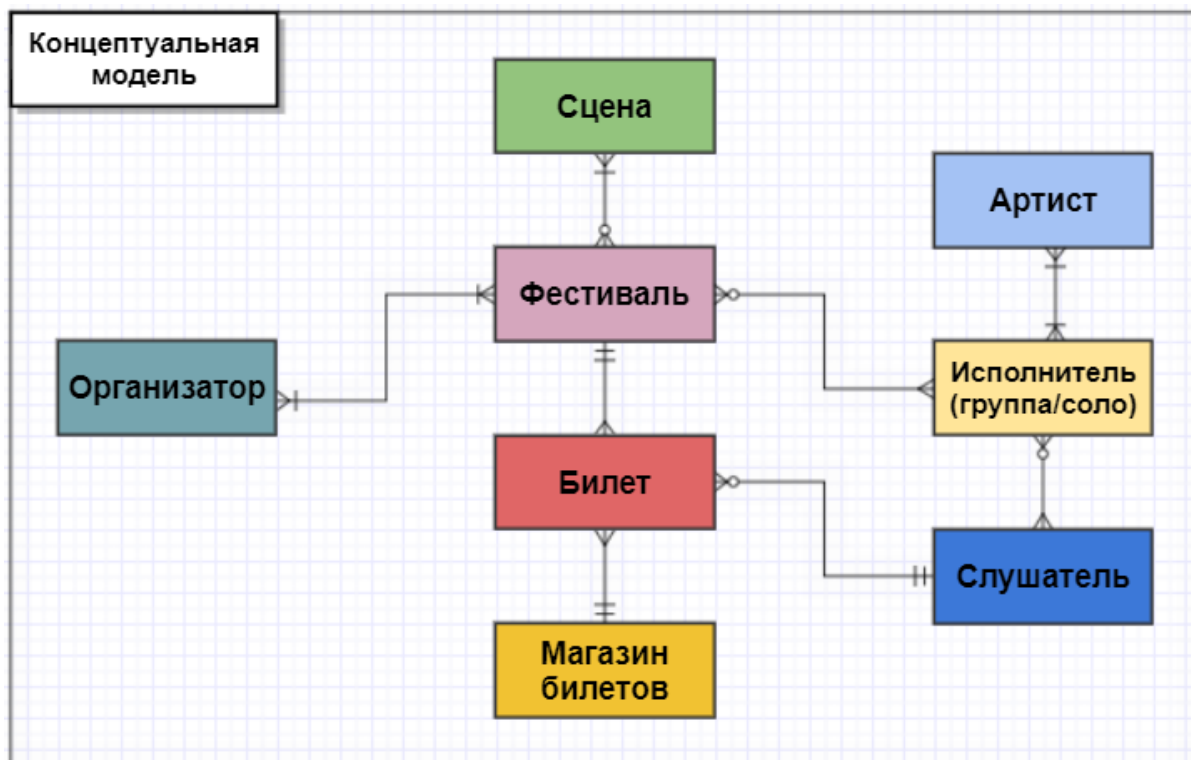 Концептуальная
модель
Сцена
Артист
Фестиваль
Организатор
Исполнитель
(группа/соло)
Билет
Слушатель
Магазин
билетов